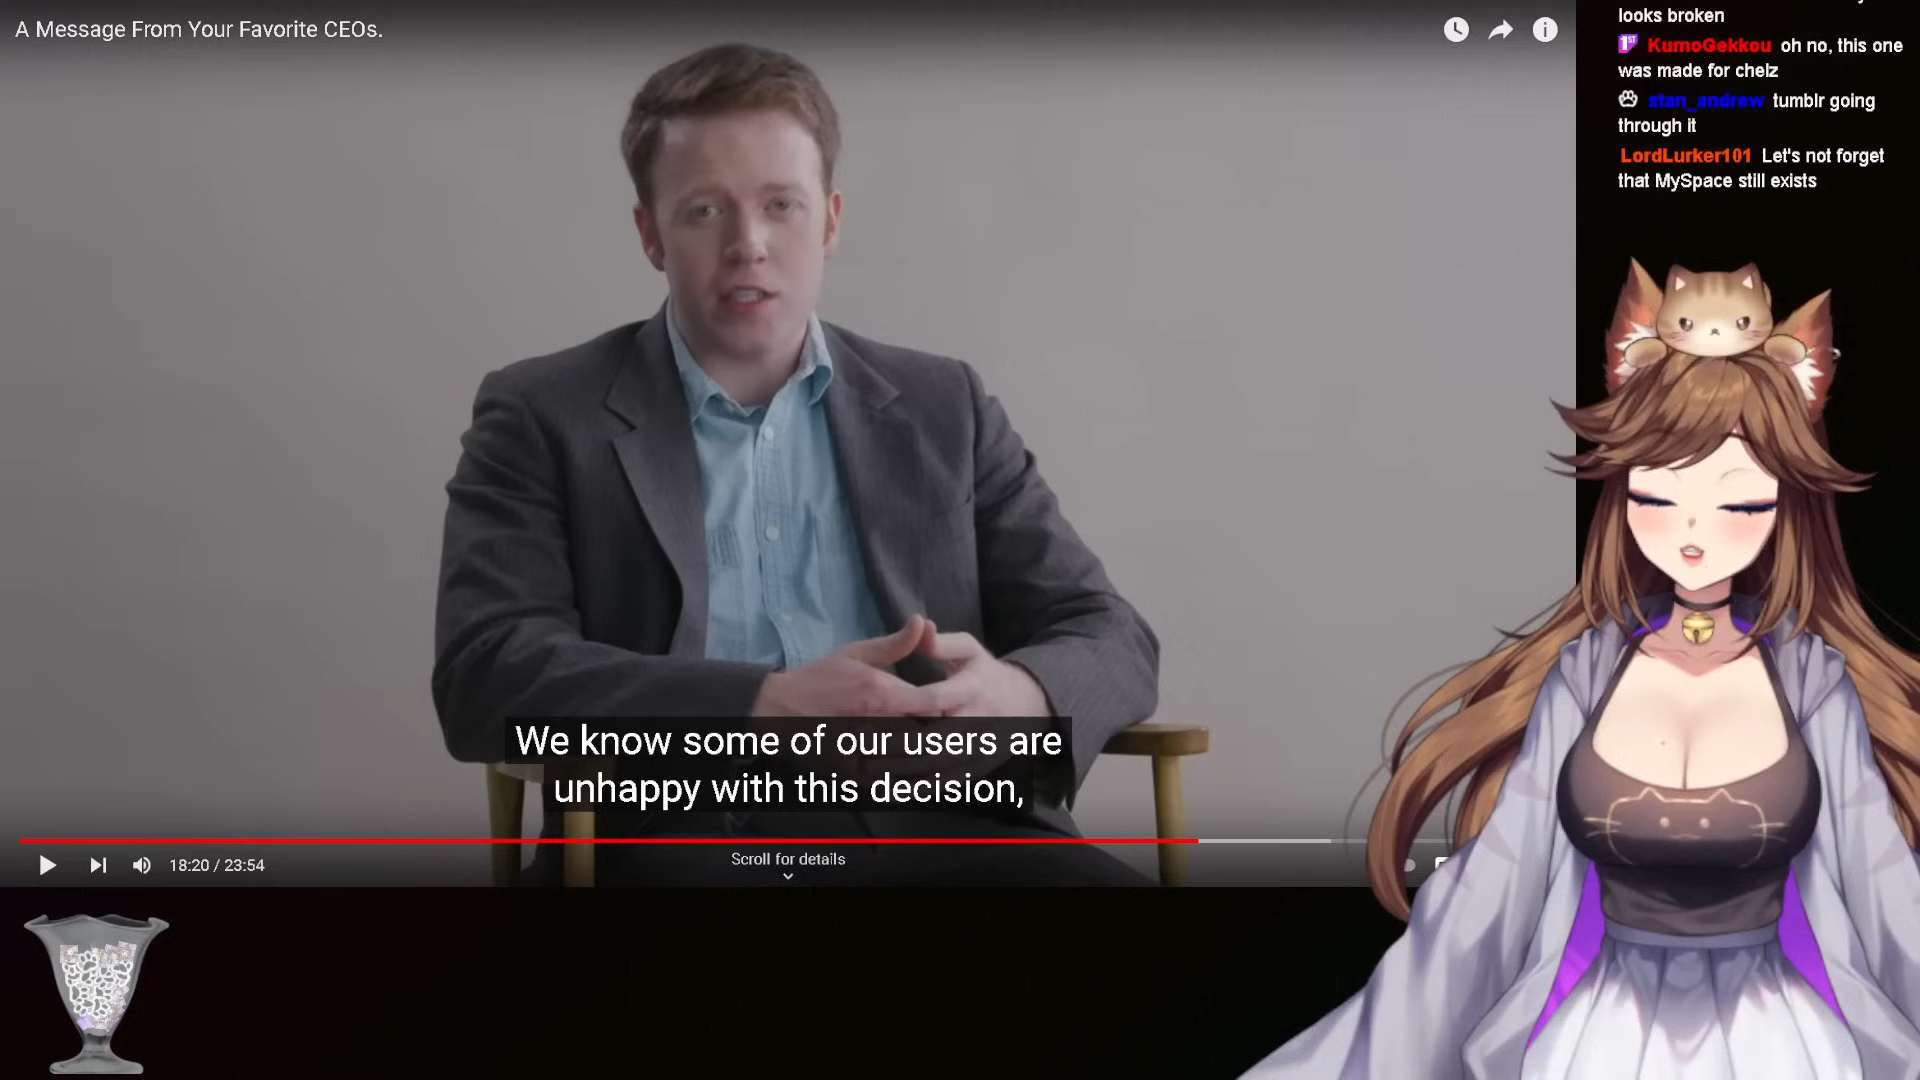 A Message From Your Favorite CEOs.
looks broken
1ST KumoGekkou oh no, this one
was made for chelz
stan_andrew tumblr going
through it
LordLurker101 Let's not forget
that MySpace still exists
We know some of our users are
unhappy with this decision,
18:20 / 23:54
Scroll for details